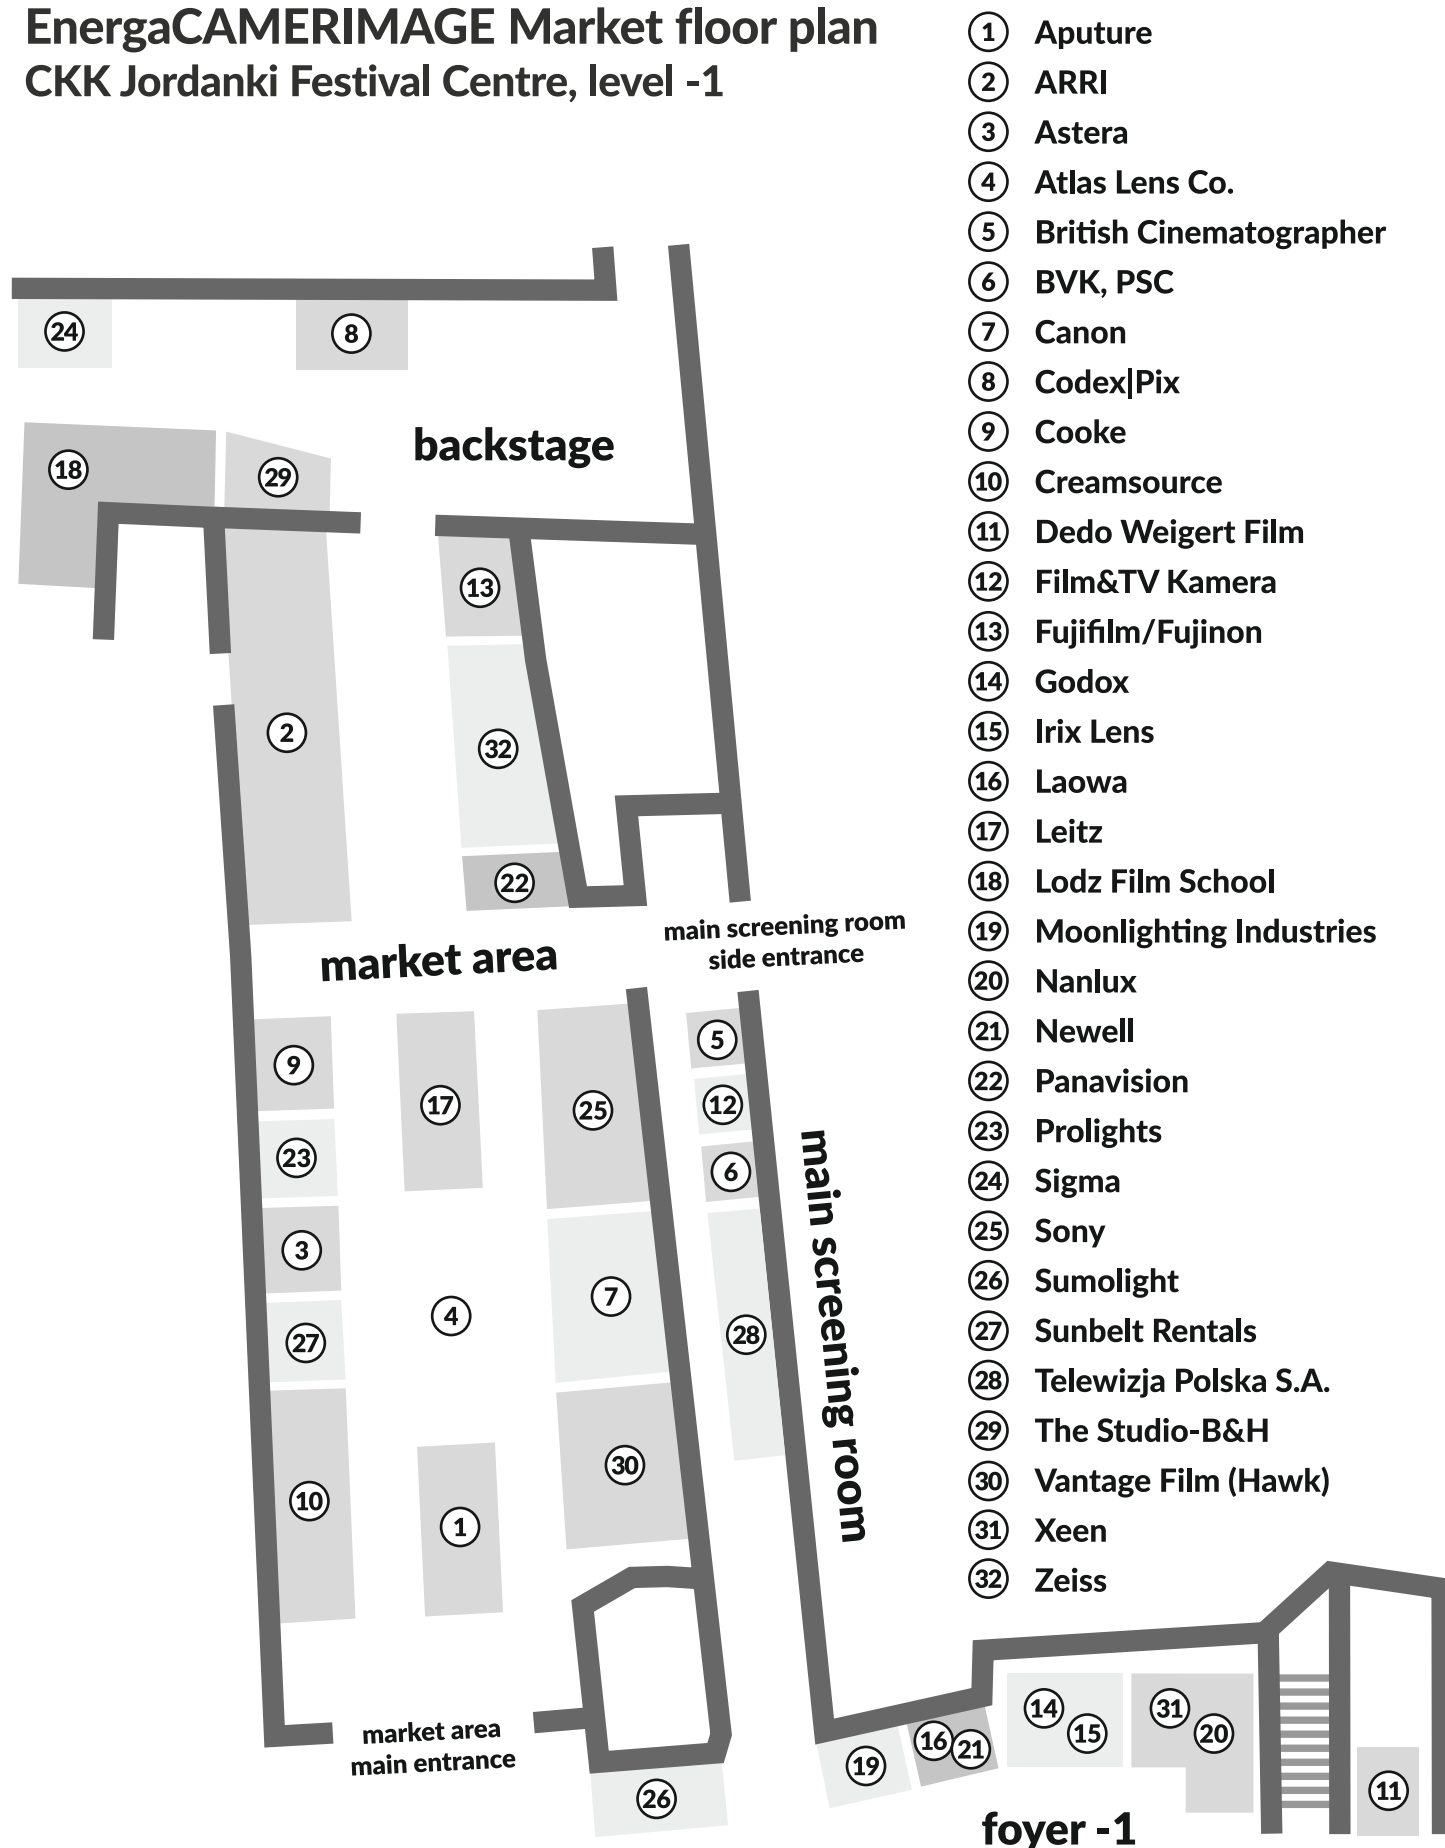 EnergaCAMERIMAGE Market floor plan
CKK Jordanki Festival Centre, level -1
1 Aputure
2 ARRI
3 Astera
4 Atlas Lens Co.
5 British Cinematographer
6 BVK, PSC
7 Canon
8 Codex|Pix
9 Cooke
10 Creamsource
11 Dedo Weigert Film
12 Film&TV Kamera
13 Fujifilm/Fujinon
14 Godox
15 Irix Lens
16 Laowa
17 Leitz
18 Lodz Film School
19 Moonlighting Industries
20 Nanlux
21 Newell
22 Panavision
23 Prolights
24 Sigma
25 Sony
26 Sumolight
27 Sunbelt Rentals
28 Telewizja Polska S.A.
29 The Studio-B&H
30 Vantage Film (Hawk)
31 Xeen
32 Zeiss
24
8
backstage
18
29
13
2
32
22
main screening room
side entrance
market area
5
9
17
25
12
23
6
3
7
4
28
27
main screening room
30
10
1
14
31
15
20
market area
main entrance
16
21
19
11
26
foyer -1